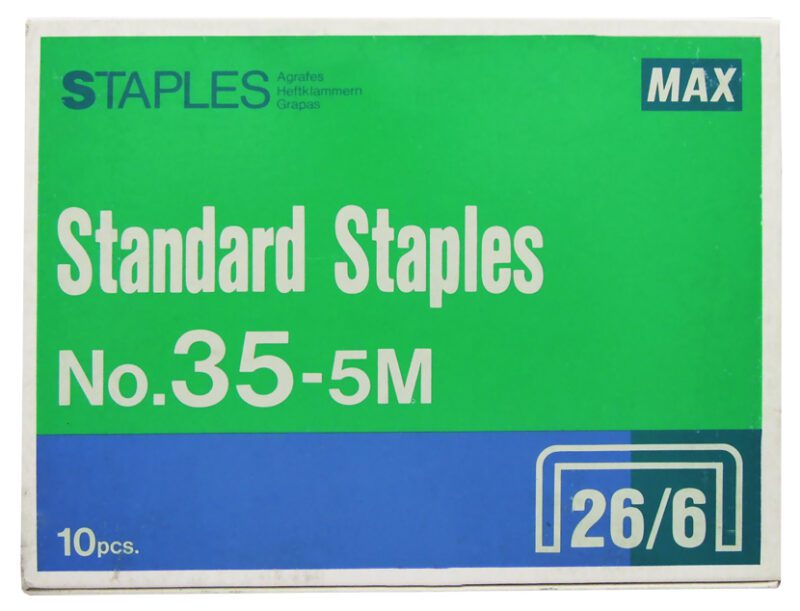 STAPLES
Agrafes
Heftklammern
Grapas
MAX
Standard Staples
No.35-5M
26/6
10pcs.